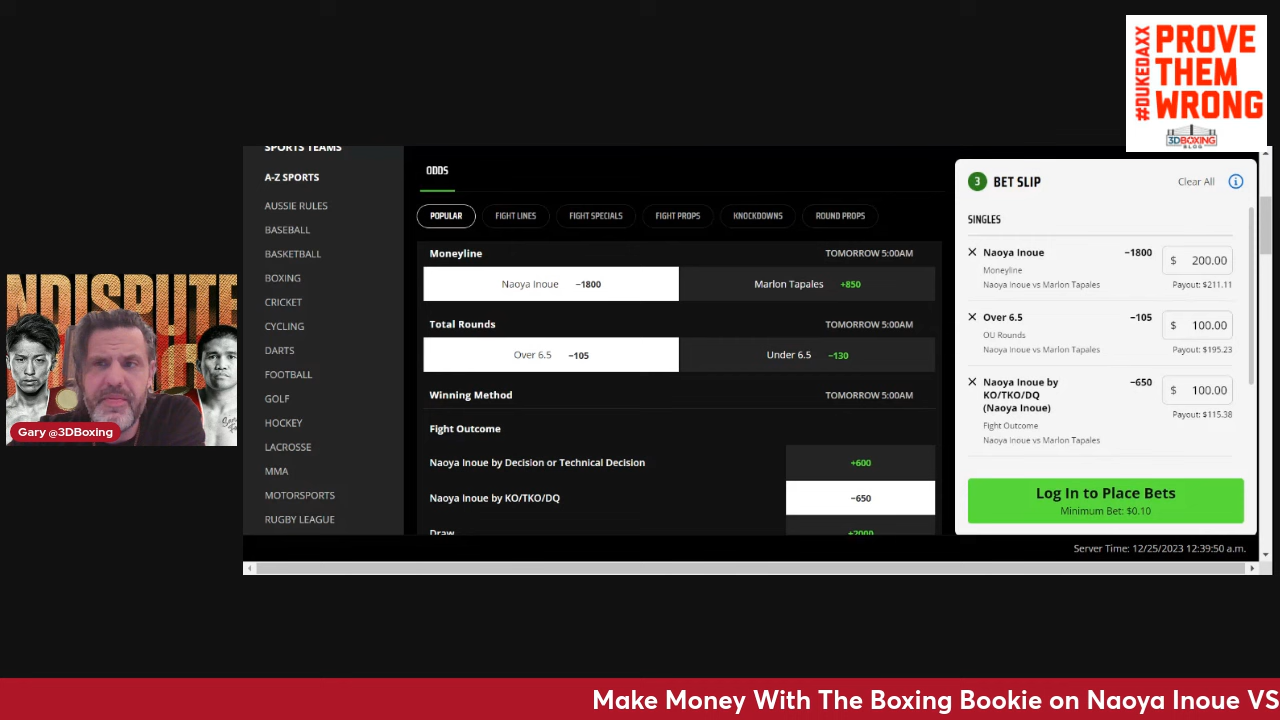 #DUKEDAXX
PROVE
THEM
WRONG
3DBOXING
BLOG
SPORTS TEAMS
A-Z SPORTS
AUSSIE RULES
BASEBALL
BASKETBALL
BOXING
CRICKET
CYCLING
DARTS
FOOTBALL
GOLF
HOCKEY
LACROSSE
MMA
MOTORSPORTS
RUGBY LEAGUE
ODDS
POPULAR FIGHT LINES FIGHT SPECIALS FIGHT PROPS KNOCKDOWNS ROUND PROPS
Moneyline TOMORROW 5:00AM
Naoya Inoue −1800 Marlon Tapales +850
Total Rounds TOMORROW 5:00AM
Over 6.5 −105 Under 6.5 −130
Winning Method TOMORROW 5:00AM
Fight Outcome
Naoya Inoue by Decision or Technical Decision +600
Naoya Inoue by KO/TKO/DQ −650
Draw +2000
3 BET SLIP Clear All
SINGLES
Naoya Inoue −1800 $ 200.00
Moneyline
Naoya Inoue vs Marlon Tapales Payout: $211.11
Over 6.5 −105 $ 100.00
OU Rounds
Naoya Inoue vs Marlon Tapales Payout: $195.23
Naoya Inoue by −650 $ 100.00
KO/TKO/DQ
(Naoya Inoue) Payout: $115.38
Fight Outcome
Naoya Inoue vs Marlon Tapales
Log In to Place Bets
Minimum Bet: $0.10
Server Time: 12/25/2023 12:39:50 a.m.
NDISPUTE
Gary @3DBoxing
Make Money With The Boxing Bookie on Naoya Inoue VS